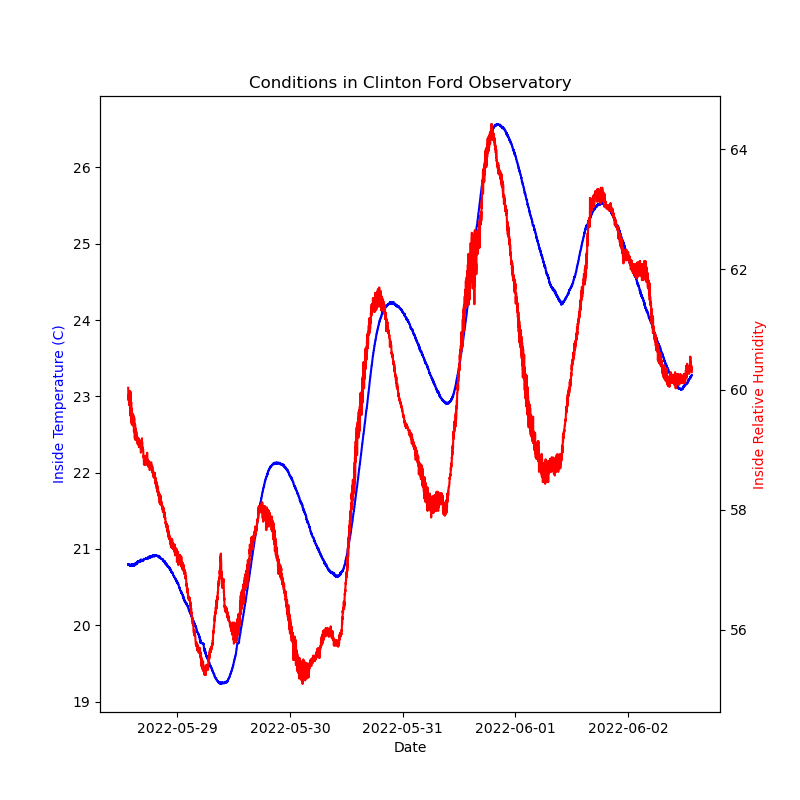 Conditions in Clinton Ford Observatory
26
25
24
23
22
21
20
19
Inside Temperature (C)
64
62
60
58
56
Inside Relative Humidity
2022-05-29 2022-05-30 2022-05-31 2022-06-01 2022-06-02
Date